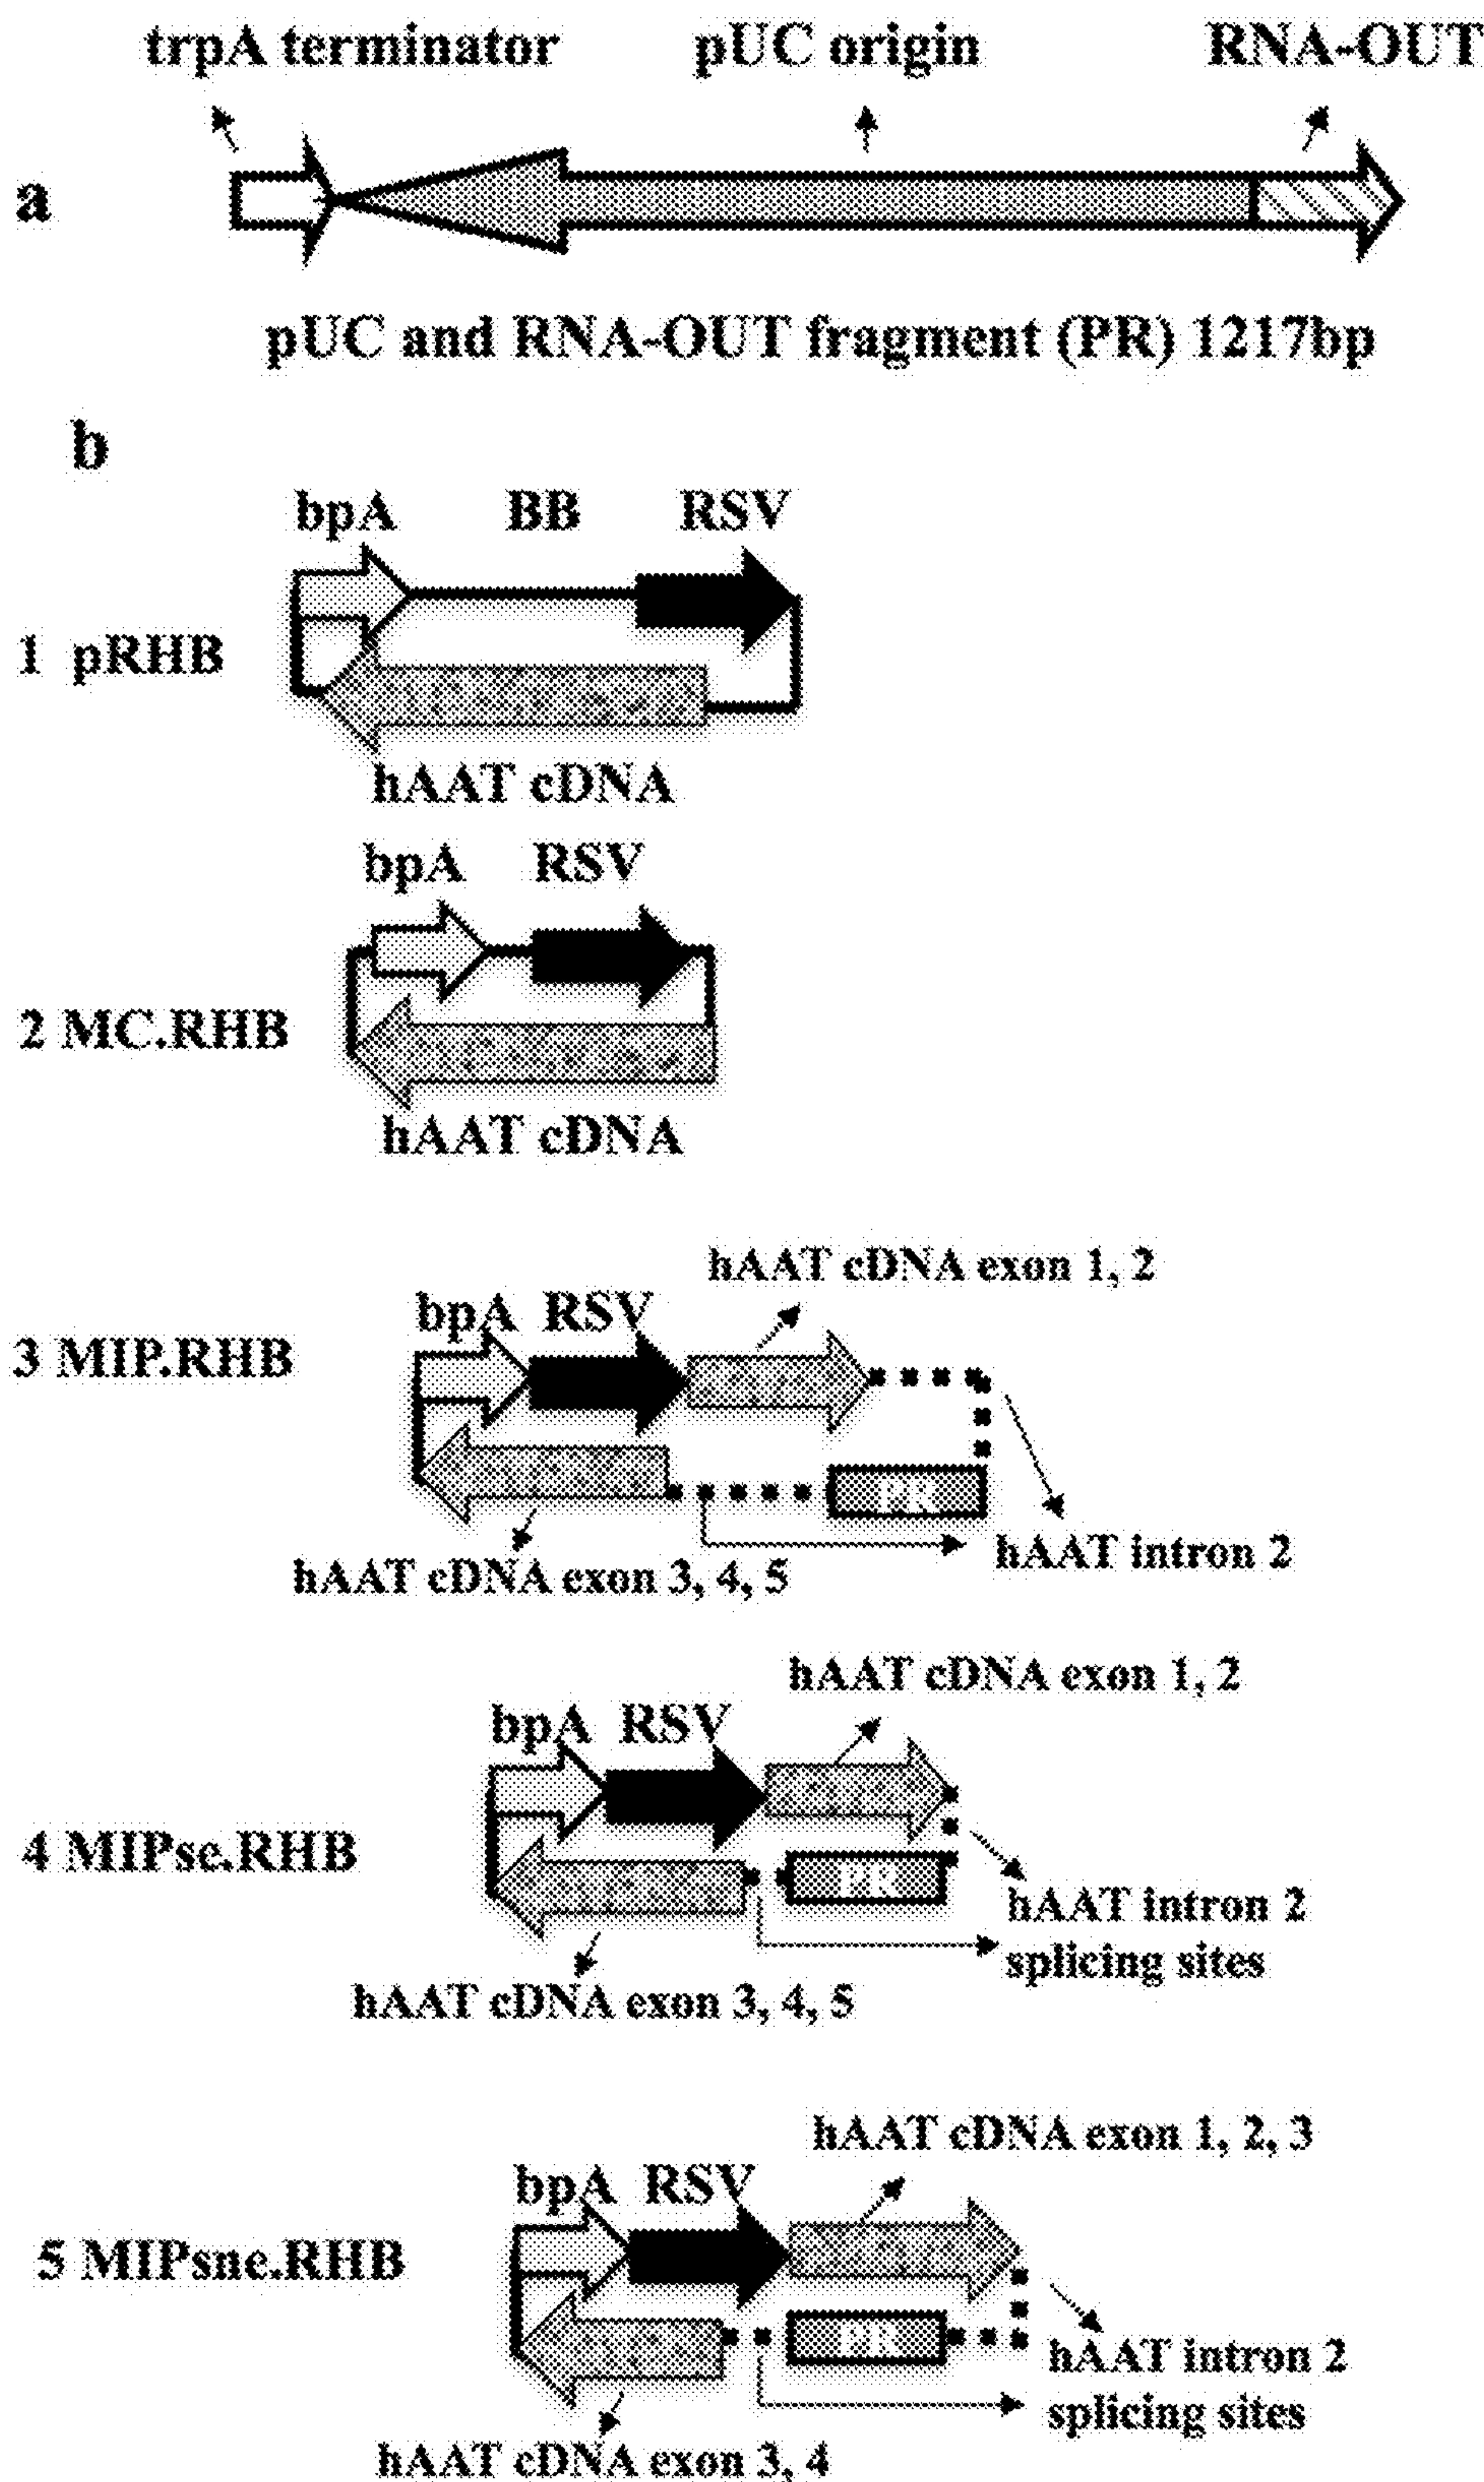 trpA terminator pUC origin RNA-OUT
a
pUC and RNA-OUT fragment (PR) 1217bp
b
bpA BB RSV
1 pRHB
hAAT cDNA
bpA RSV
2 MC.RHB
hAAT cDNA
hAAT cDNA exon 1, 2
bpA RSV
3 MIP.RHB
PR
hAAT intron 2
hAAT cDNA exon 3, 4, 5
hAAT cDNA exon 1, 2
bpA RSV
4 MIPse.RHB
PR
hAAT intron 2
splicing sites
hAAT cDNA exon 3, 4, 5
hAAT cDNA exon 1, 2, 3
bpA RSV
5 MIPsne.RHB
PR
hAAT intron 2
splicing sites
hAAT cDNA exon 3, 4